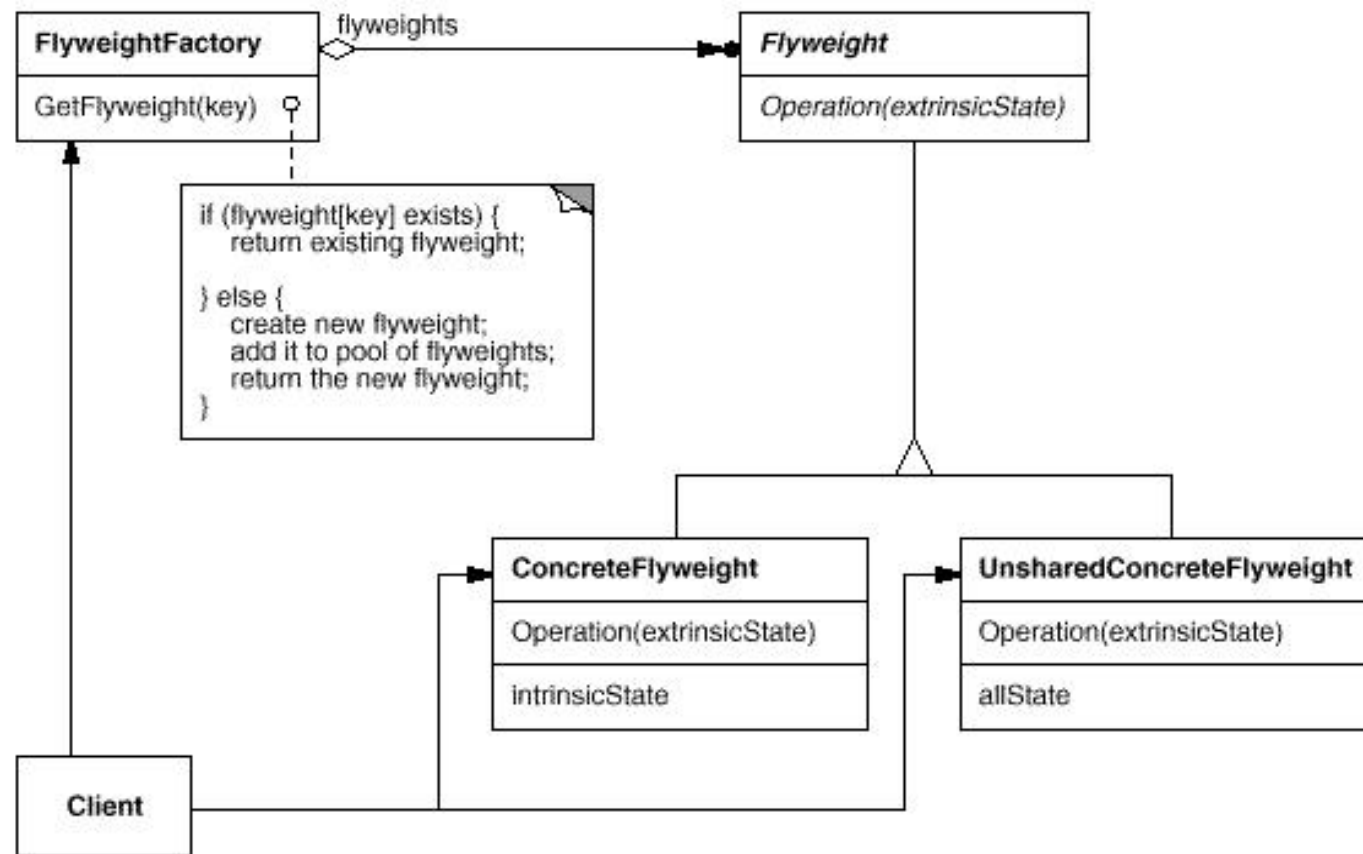 flyweights
FlyweightFactory
GetFlyweight(key)
Flyweight
Operation(extrinsicState)
if (flyweight[key] exists) {
return existing flyweight;
} else {
create new flyweight;
add it to pool of flyweights;
return the new flyweight;
}
ConcreteFlyweight
Operation(extrinsicState)
intrinsicState
UnsharedConcreteFlyweight
Operation(extrinsicState)
allState
Client